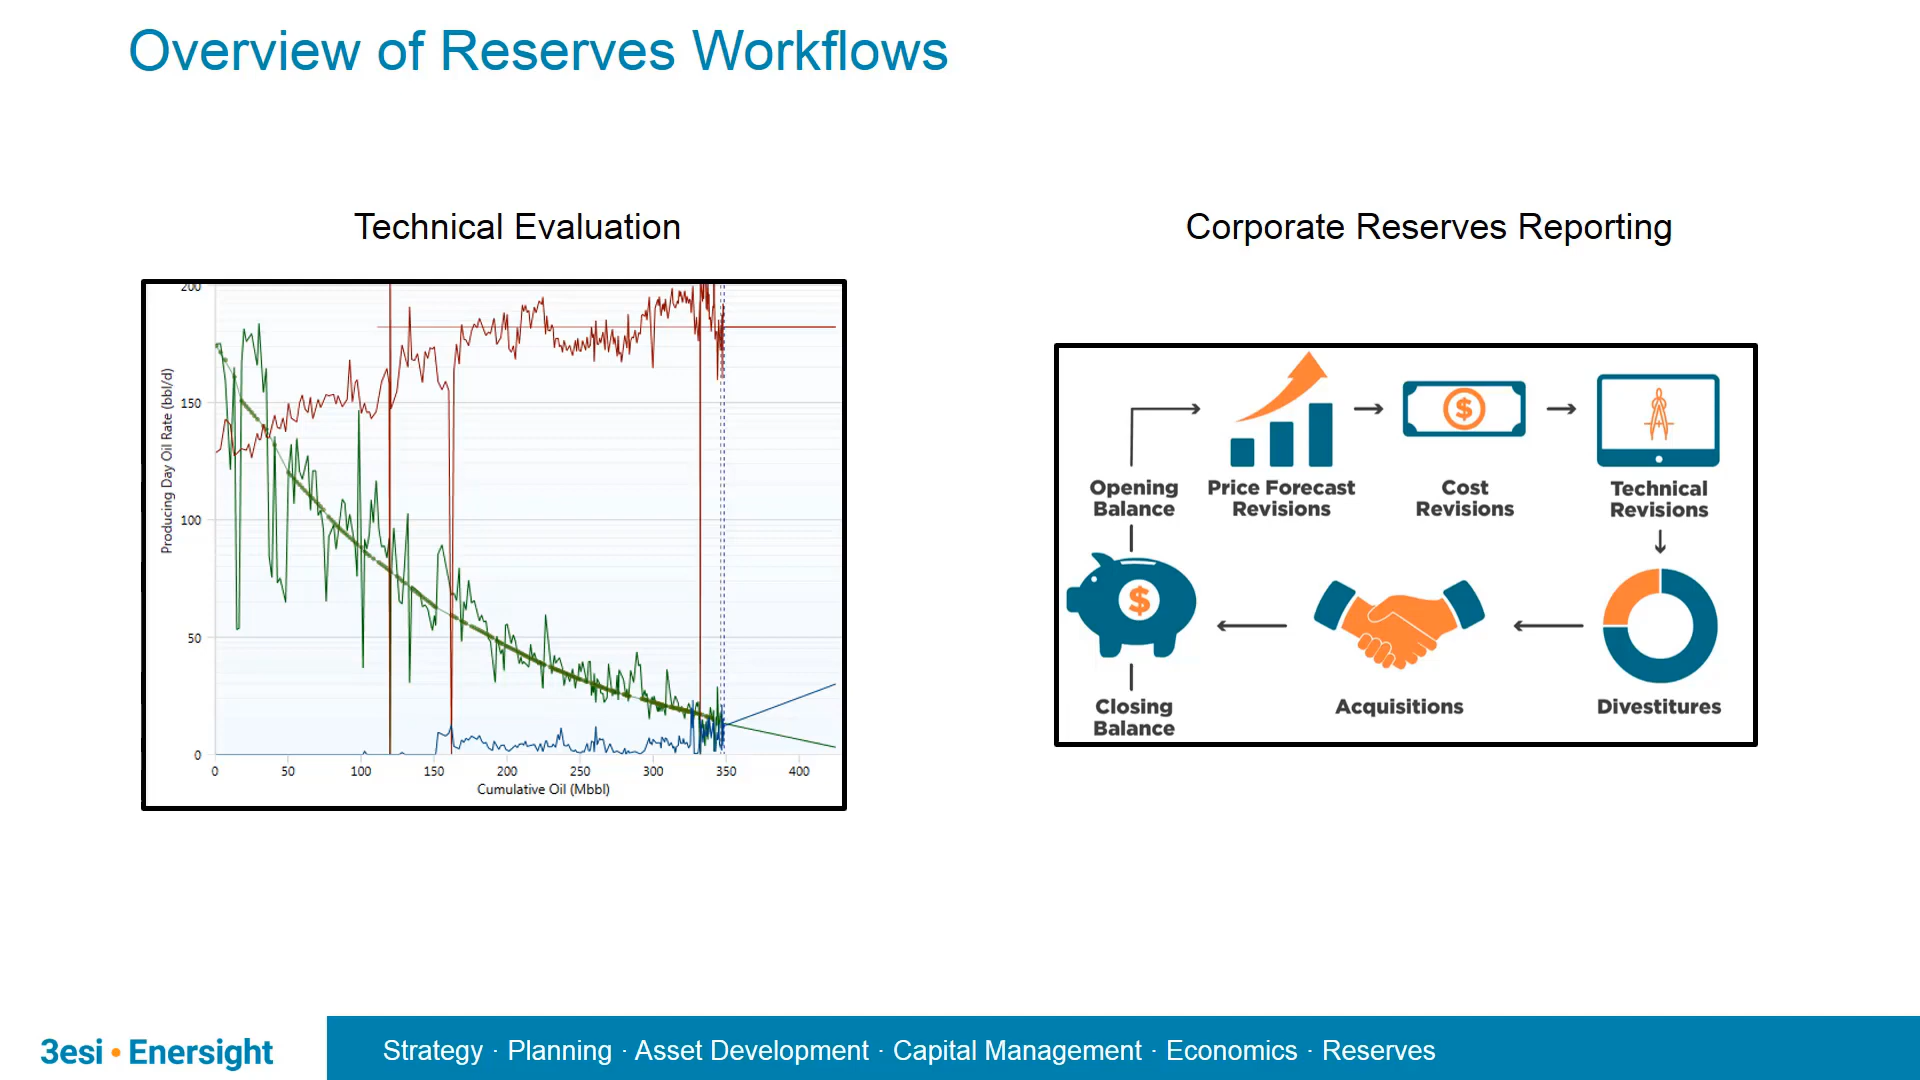 Overview of Reserves Workflows
Technical Evaluation
200
150
100
50
0
Producing Day Oil Rate (bbl/d)
0 50 100 150 200 250 300 350 400
Cumulative Oil (Mbbl)
Corporate Reserves Reporting
Opening
Balance
Price Forecast
Revisions
$
Cost
Revisions
Technical
Revisions
$
Closing
Balance
Acquisitions
Divestitures
3esi • Enersight
Strategy · Planning · Asset Development · Capital Management · Economics · Reserves